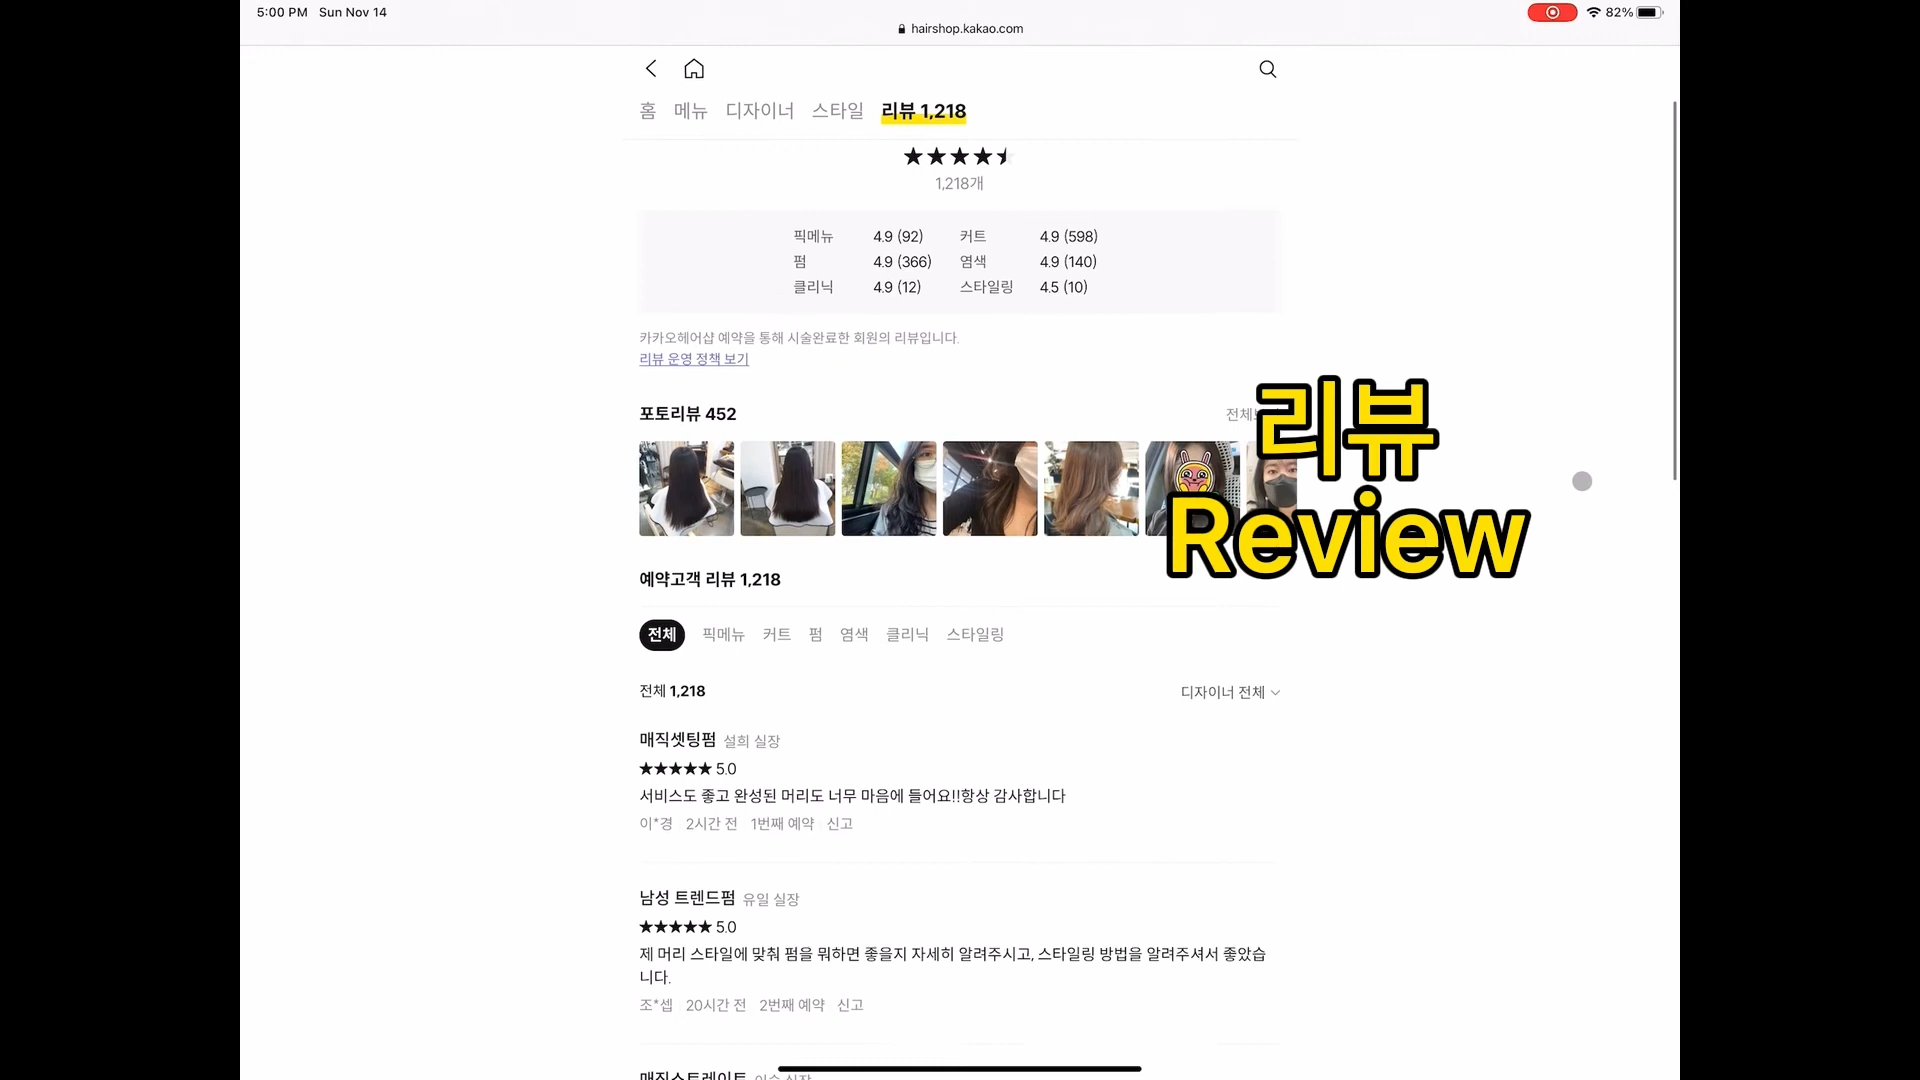 5:00 PM Sun Nov 14
82%
hairshop.kakao.com
홈 메뉴 디자이너 스타일 리뷰 1,218
1,218개
픽메뉴 4.9 (92) 커트 4.9 (598)
펌 4.9 (366) 염색 4.9 (140)
클리닉 4.9 (12) 스타일링 4.5 (10)
카카오헤어샵 예약을 통해 시술완료한 회원의 리뷰입니다.
리뷰 운영 정책 보기
포토리뷰 452
리뷰
Review
예약고객 리뷰 1,218
전체 픽메뉴 커트 펌 염색 클리닉 스타일링
전체 1,218 디자이너 전체
매직셋팅펌 설희 실장
★★★★★ 5.0
서비스도 좋고 완성된 머리도 너무 마음에 들어요!!항상 감사합니다
이*경 2시간 전 1번째 예약 신고
남성 트렌드펌 유일 실장
★★★★★ 5.0
제 머리 스타일에 맞춰 펌을 뭐하면 좋을지 자세히 알려주시고, 스타일링 방법을 알려주셔서 좋았습
니다.
조*셉 20시간 전 2번째 예약 신고